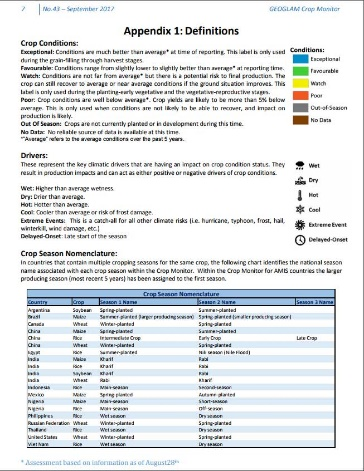 7 No.43 – September 2017 GEOGLAM Crop Monitor
Appendix 1: Definitions
Crop Conditions:
Exceptional: Conditions are much better than average* at time of reporting. This label is only used
during the grain-filling through harvest stages.
Favourable: Conditions range from slightly lower to slightly better than average* at reporting time.
Watch: Conditions are not far from average* but there is a potential risk to final production. The
crop can still recover to average or near average conditions if the ground situation improves. This
label is only used during the planting-early vegetative and the vegetative-reproductive stages.
Poor: Crop conditions are well below average*. Crop yields are likely to be more than 5% below
average. This is only used when conditions are not likely to be able to recover, and impact on
production is likely.
Out Of Season: Crops are not currently planted or in development during this time.
No Data: No reliable source of data is available at this time.
*"Average" refers to the average conditions over the past 5 years.
Conditions:
Exceptional
Favourable
Watch
Poor
Out-of-Season
No Data
Drivers:
These represent the key climatic drivers that are having an impact on crop condition status. They
result in production impacts and can act as either positive or negative drivers of crop conditions.
Wet: Higher than average wetness.
Dry: Drier than average.
Hot: Hotter than average.
Cool: Cooler than average or risk of frost damage.
Extreme Events: This is a catch-all for all other climate risks (i.e. hurricane, typhoon, frost, hail,
winterkill, wind damage, etc.)
Delayed-Onset: Late start of the season
Wet
Dry
Hot
Cool
Extreme Event
Delayed-Onset
Crop Season Nomenclature:
In countries that contain multiple cropping seasons for the same crop, the following chart identifies the national season
name associated with each crop season within the Crop Monitor. Within the Crop Monitor for AMIS countries the larger
producing season (most recent 5 years) has been assigned to the first season.
Crop Season Nomenclature
Country Crop Season 1 Name Season 2 Name Season 3 Name
Argentina Soybean Spring-planted Summer-planted
Brazil Maize Summer-planted (larger producing season) Spring-planted (smaller producing season)
Canada Wheat Winter-planted Spring-planted
China Maize Spring-planted Summer-planted
China Rice Intermediate Crop Early Crop Late Crop
China Wheat Winter-planted Spring-planted
Egypt Rice Summer-planted Nili season (Nile Flood)
India Maize Kharif Rabi
India Rice Kharif Rabi
India Soybean Kharif Rabi
India Wheat Rabi Kharif
Indonesia Rice Main-season Second-season
Mexico Maize Spring-planted Autumn-planted
Nigeria Maize Main-season Short-season
Nigeria Rice Main-season Off-season
Philippines Rice Wet season Dry season
Russian Federation Wheat Winter-planted Spring-planted
Thailand Rice Wet season Dry season
United States Wheat Winter-planted Spring-planted
Viet Nam Rice Wet season Dry season
* Assessment based on information as of August 28th